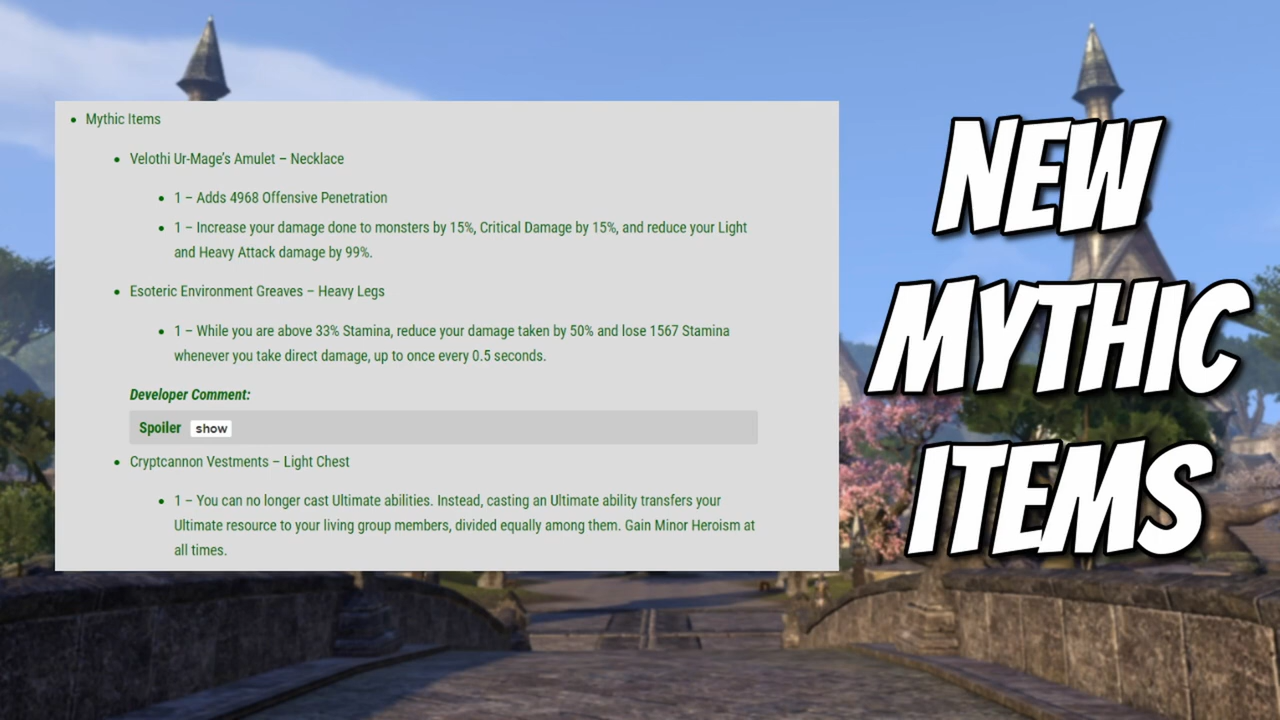 Mythic Items
Velothi Ur-Mage's Amulet – Necklace
1 – Adds 4968 Offensive Penetration
1 – Increase your damage done to monsters by 15%, Critical Damage by 15%, and reduce your Light
and Heavy Attack damage by 99%.
Esoteric Environment Greaves – Heavy Legs
1 – While you are above 33% Stamina, reduce your damage taken by 50% and lose 1567 Stamina
whenever you take direct damage, up to once every 0.5 seconds.
Developer Comment:
Spoiler show
Cryptcannon Vestments – Light Chest
1 – You can no longer cast Ultimate abilities. Instead, casting an Ultimate ability transfers your
Ultimate resource to your living group members, divided equally among them. Gain Minor Heroism at
all times.
NEW
MYTHIC
ITEMS